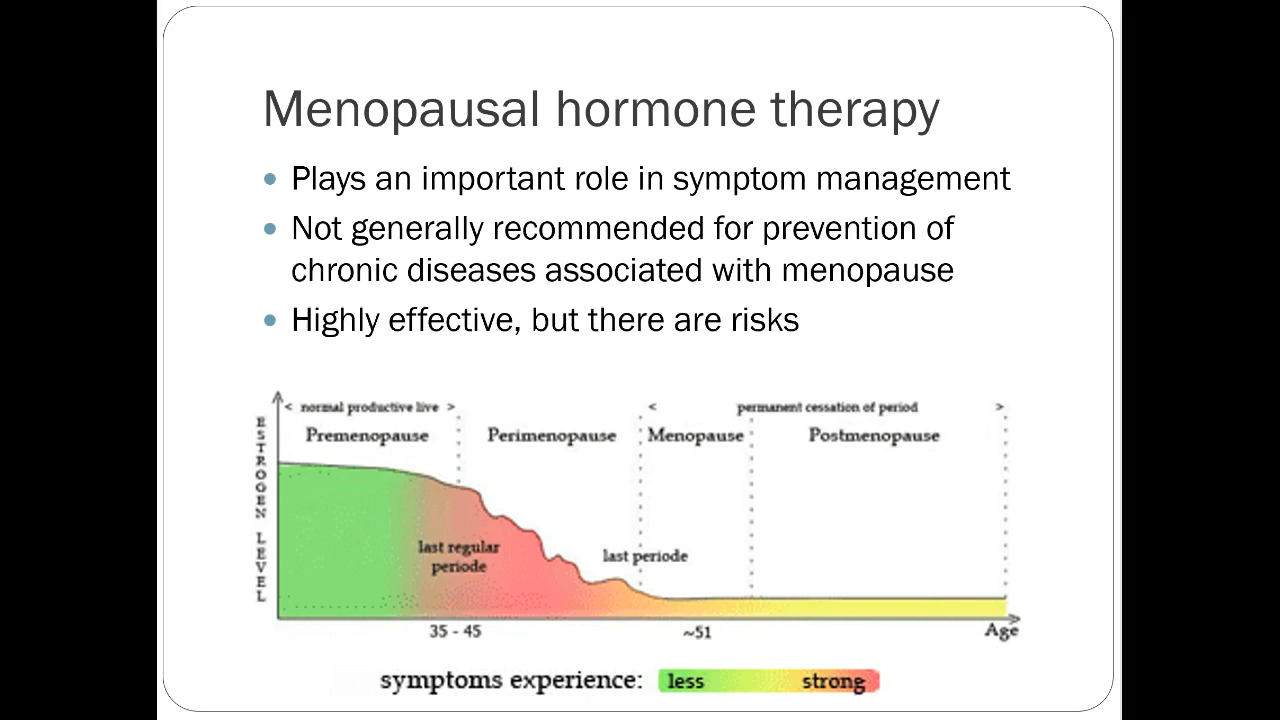 Menopausal hormone therapy
• Plays an important role in symptom management
• Not generally recommended for prevention of
chronic diseases associated with menopause
• Highly effective, but there are risks
< normal productive live >
< permanent cessation of period >
Premenopause
Perimenopause
Menopause
Postmenopause
ESTROGEN LEVEL
last regular
periode
last periode
35 - 45
~51
Age
symptoms experience:
less
strong